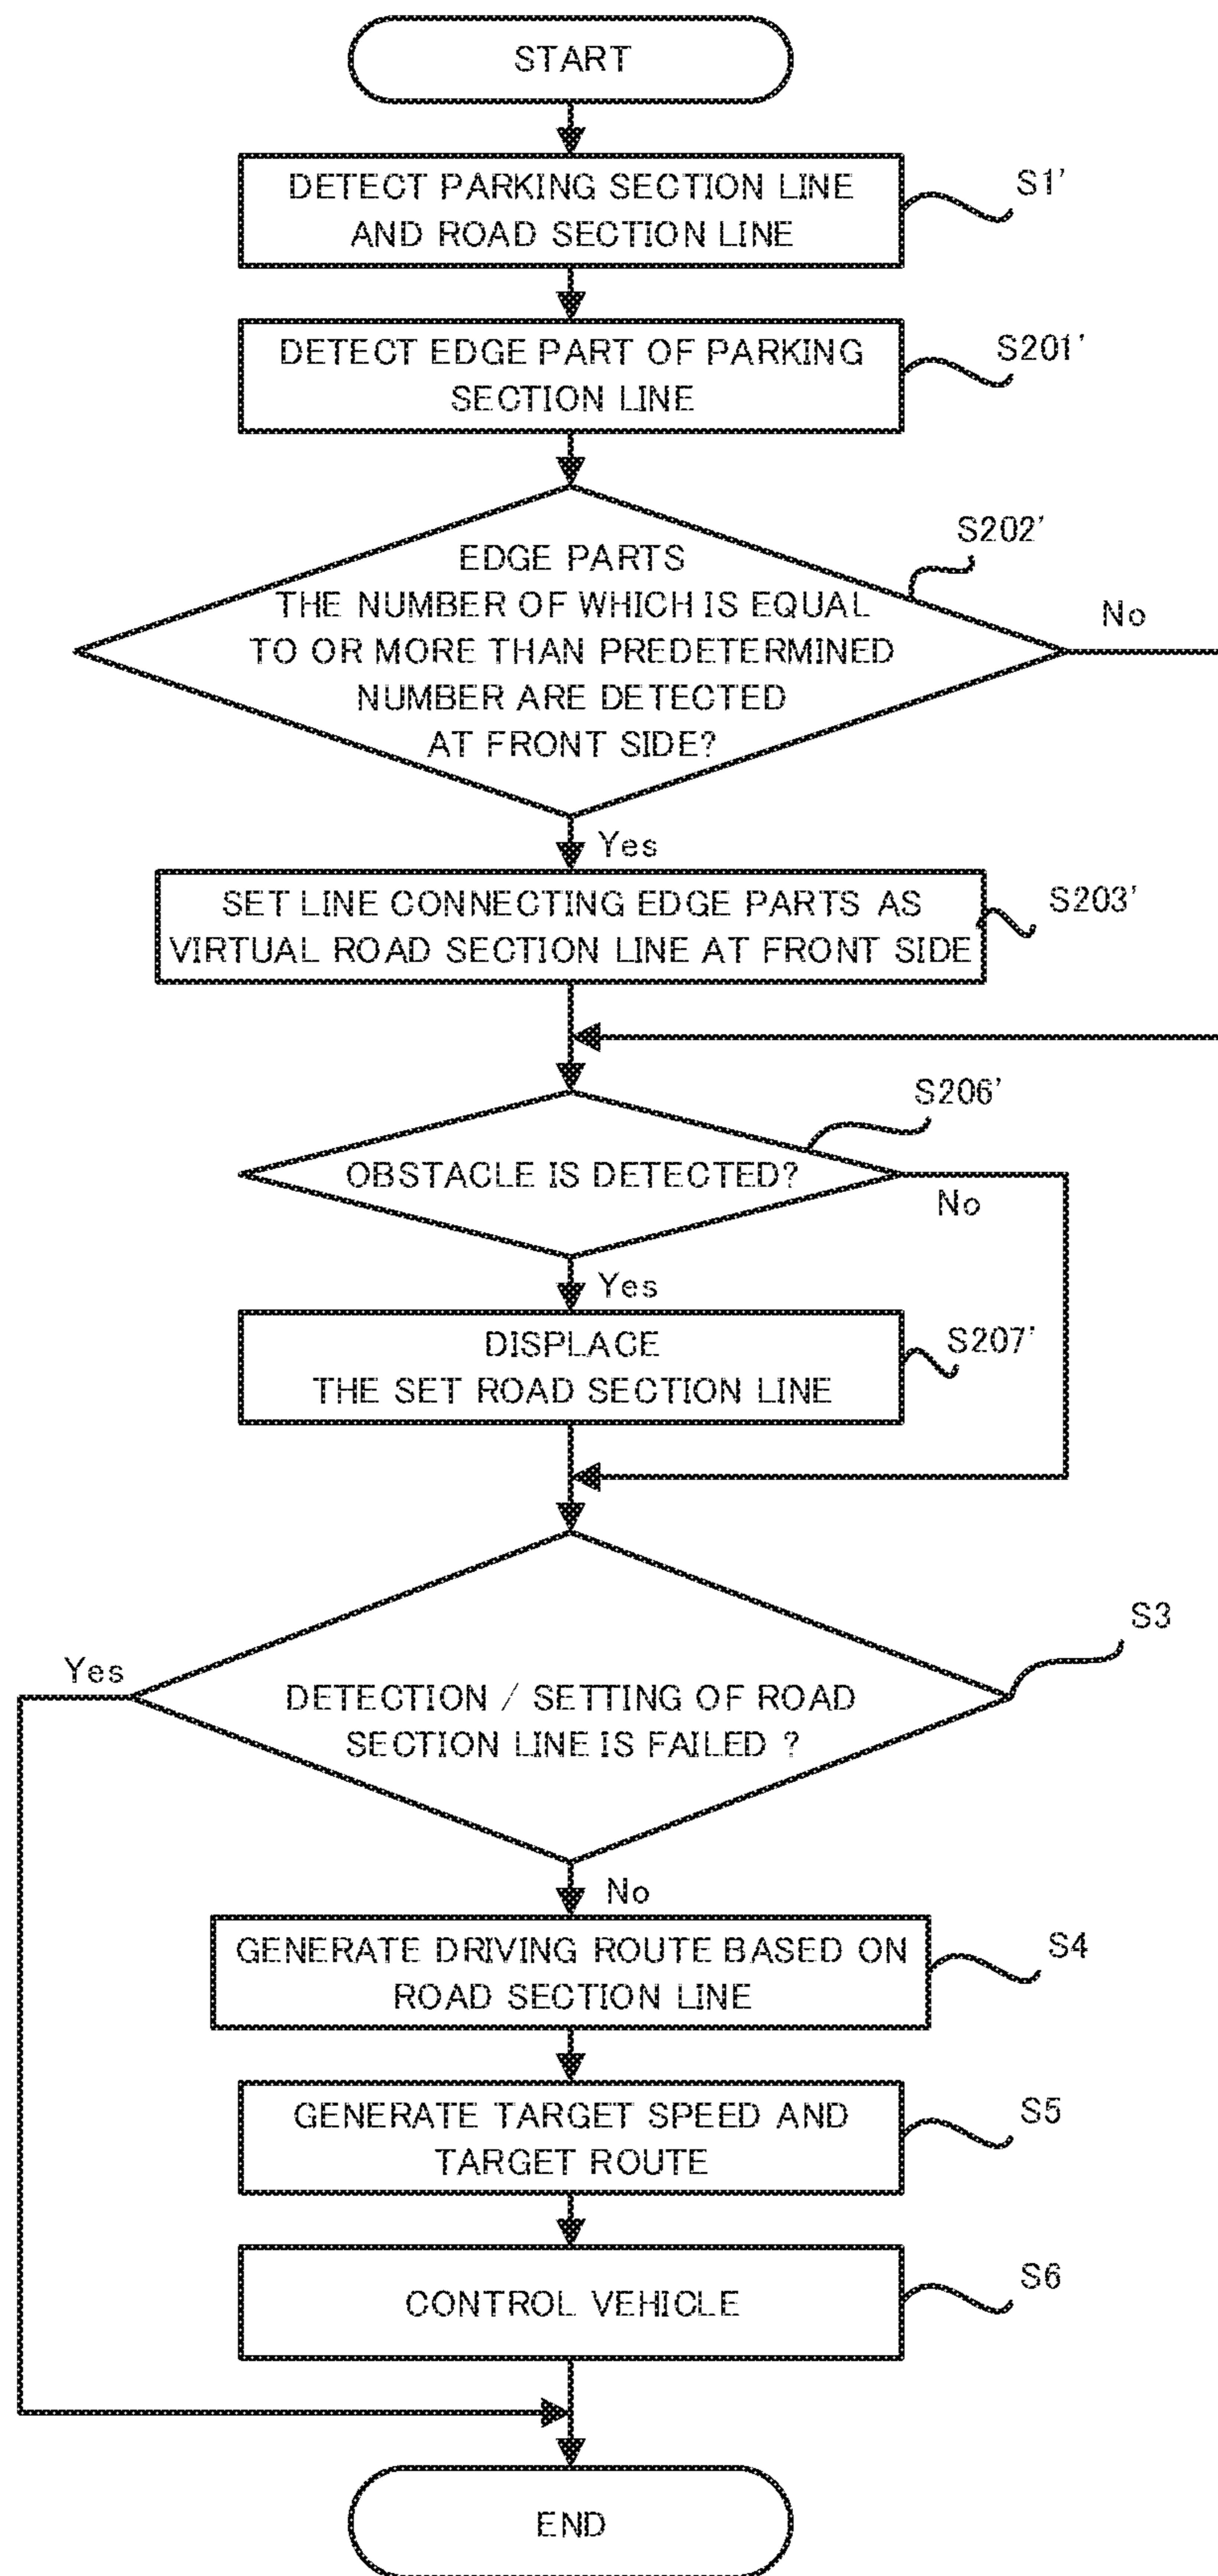 START
DETECT PARKING SECTION LINE
AND ROAD SECTION LINE
S1'
DETECT EDGE PART OF PARKING
SECTION LINE
S201'
EDGE PARTS
THE NUMBER OF WHICH IS EQUAL
TO OR MORE THAN PREDETERMINED
NUMBER ARE DETECTED
AT FRONT SIDE?
S202'
No
Yes
SET LINE CONNECTING EDGE PARTS AS
VIRTUAL ROAD SECTION LINE AT FRONT SIDE
S203'
OBSTACLE IS DETECTED?
S206'
No
Yes
DISPLACE
THE SET ROAD SECTION LINE
S207'
DETECTION / SETTING OF ROAD
SECTION LINE IS FAILED ?
S3
Yes
No
GENERATE DRIVING ROUTE BASED ON
ROAD SECTION LINE
S4
GENERATE TARGET SPEED AND
TARGET ROUTE
S5
CONTROL VEHICLE
S6
END